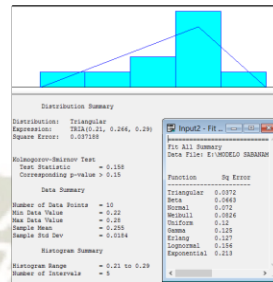 Distribution Summary
Distribution: Triangular
Expression: TRIA(0.21, 0.266, 0.29)
Square Error: 0.037188
Kolmogorov-Smirnov Test
Test Statistic = 0.158
Corresponding p-value > 0.15
Data Summary
Number of Data Points = 10
Min Data Value = 0.22
Max Data Value = 0.28
Sample Mean = 0.255
Sample Std Dev = 0.0184
Histogram Summary
Histogram Range = 0.21 to 0.29
Number of Intervals = 5
Input2 - Fit ...
Fit All Summary
Data File: E:\MODELO SABANAH
Function Sq Error
Triangular 0.0372
Beta 0.0663
Normal 0.072
Weibull 0.0826
Uniform 0.12
Gamma 0.125
Erlang 0.127
Lognormal 0.156
Exponential 0.213